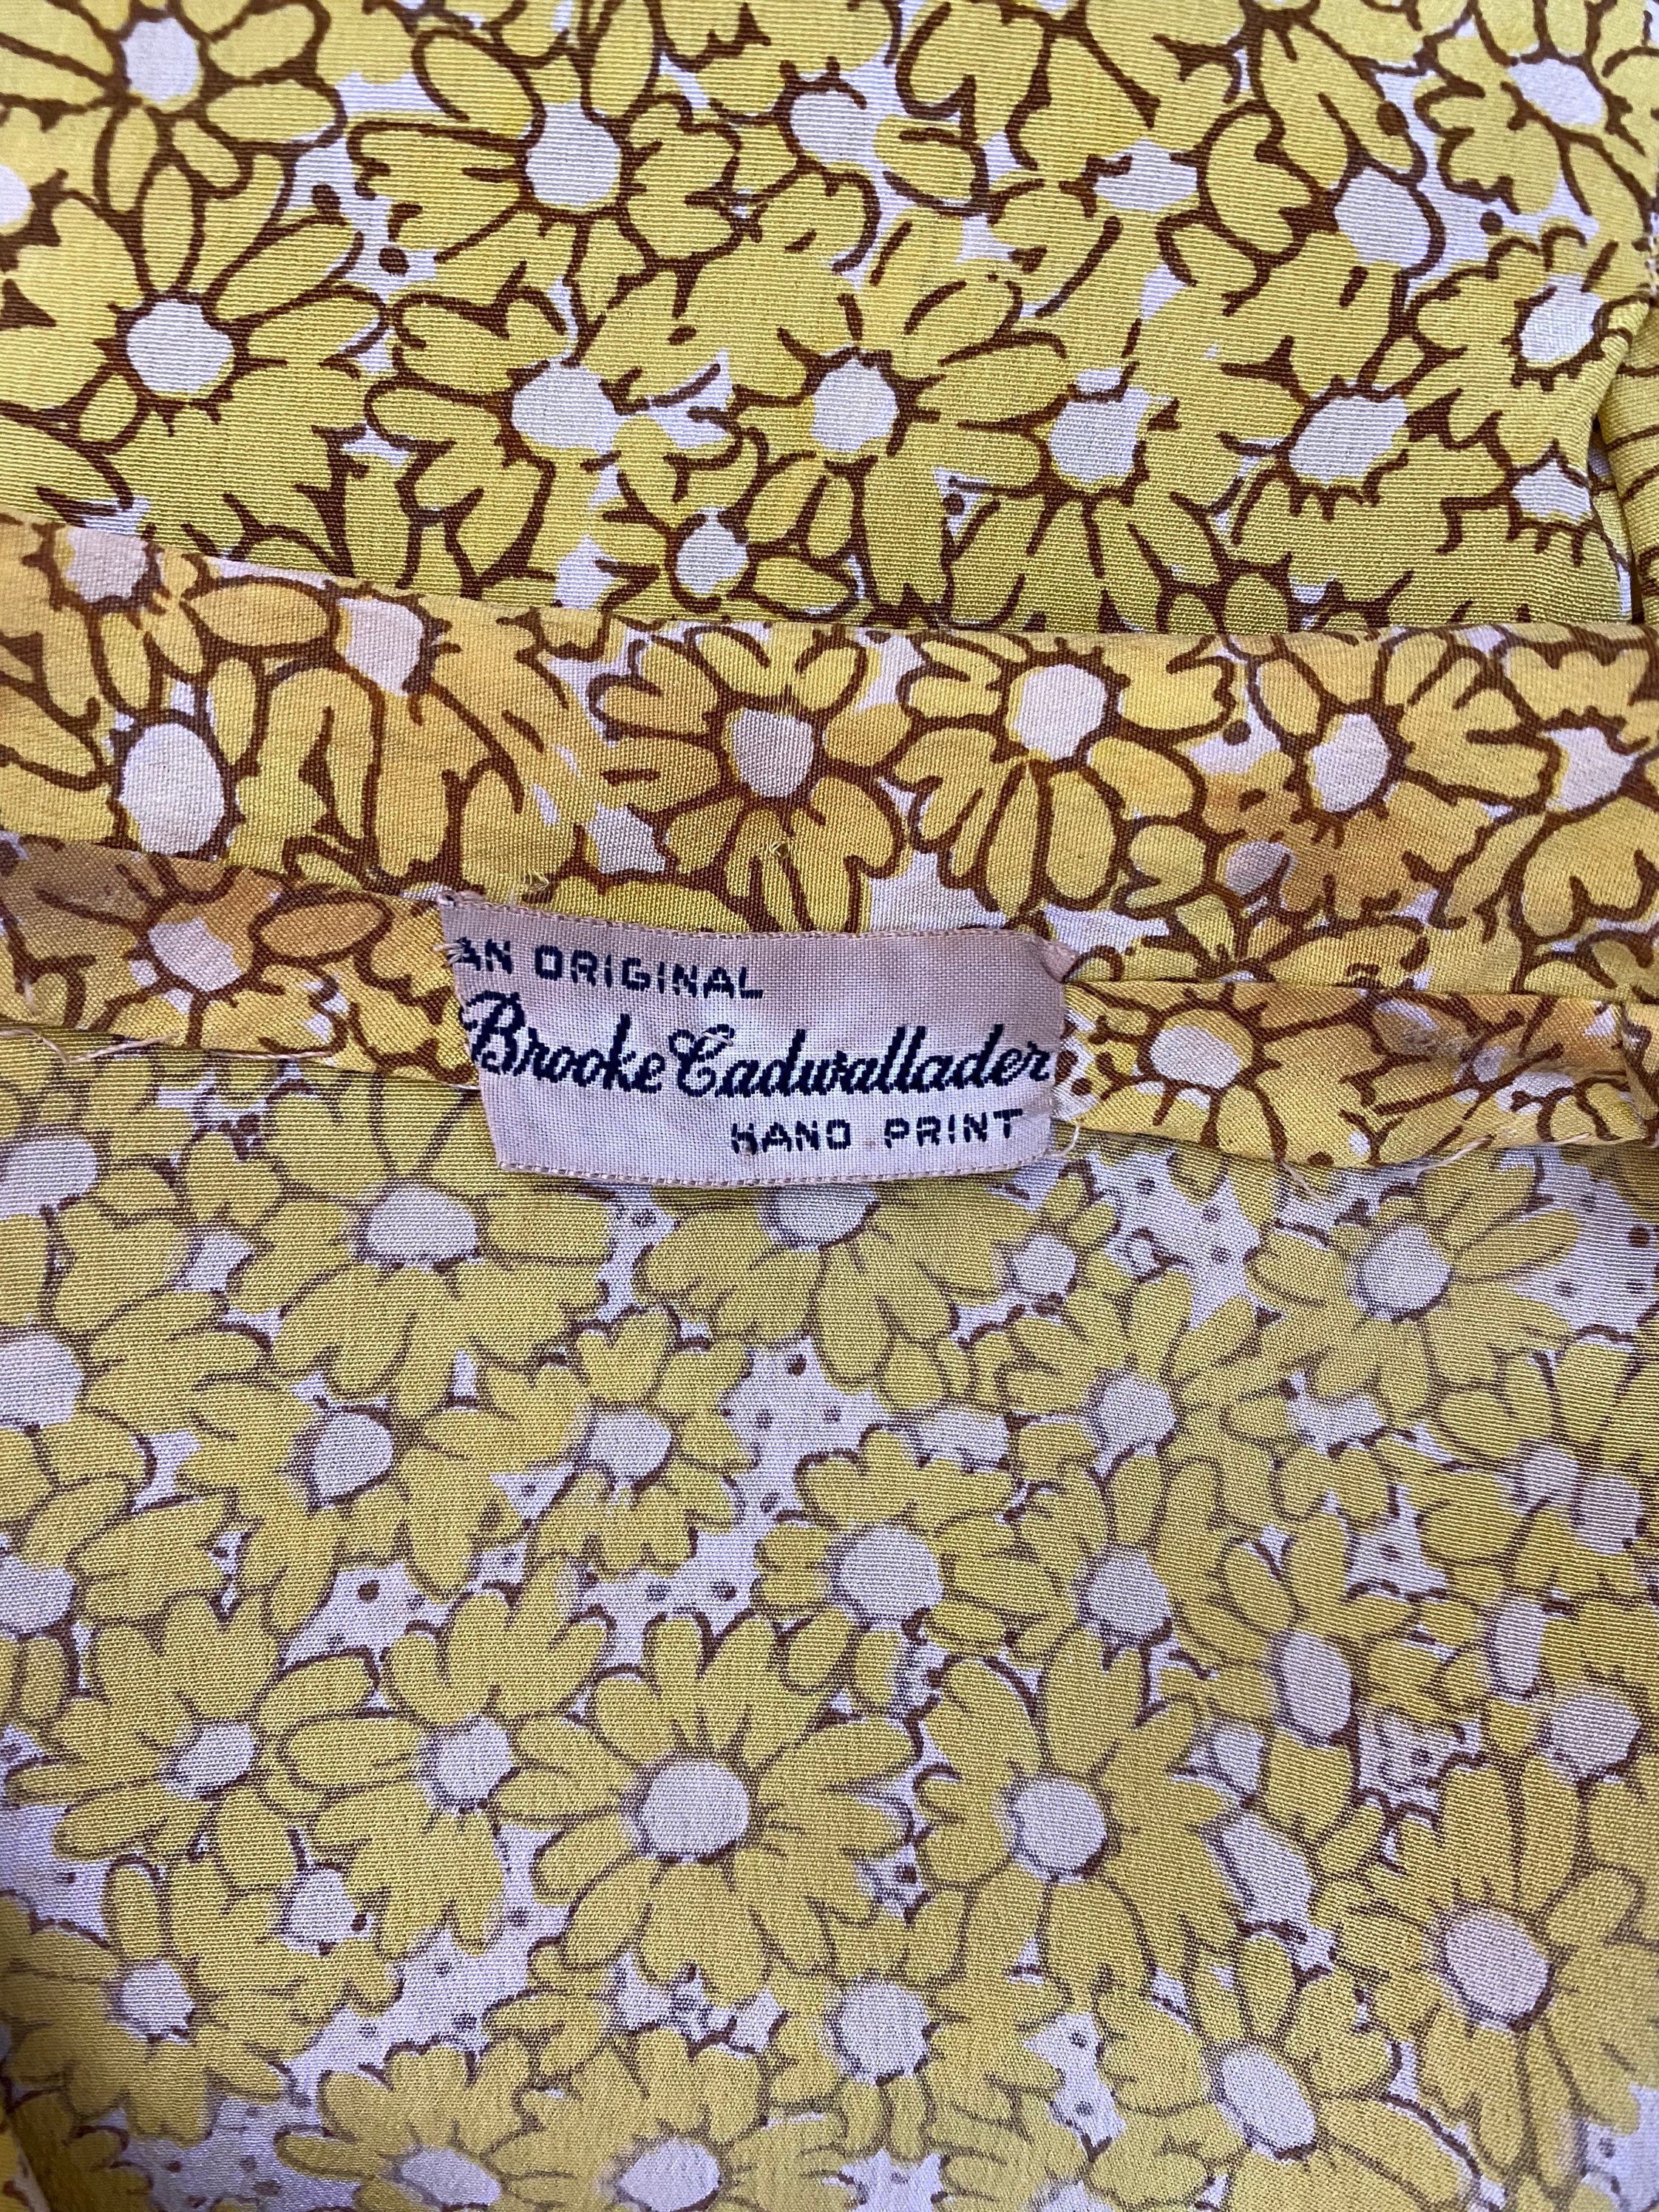 AN ORIGINAL
Brooke Cadwallader
HAND PRINT